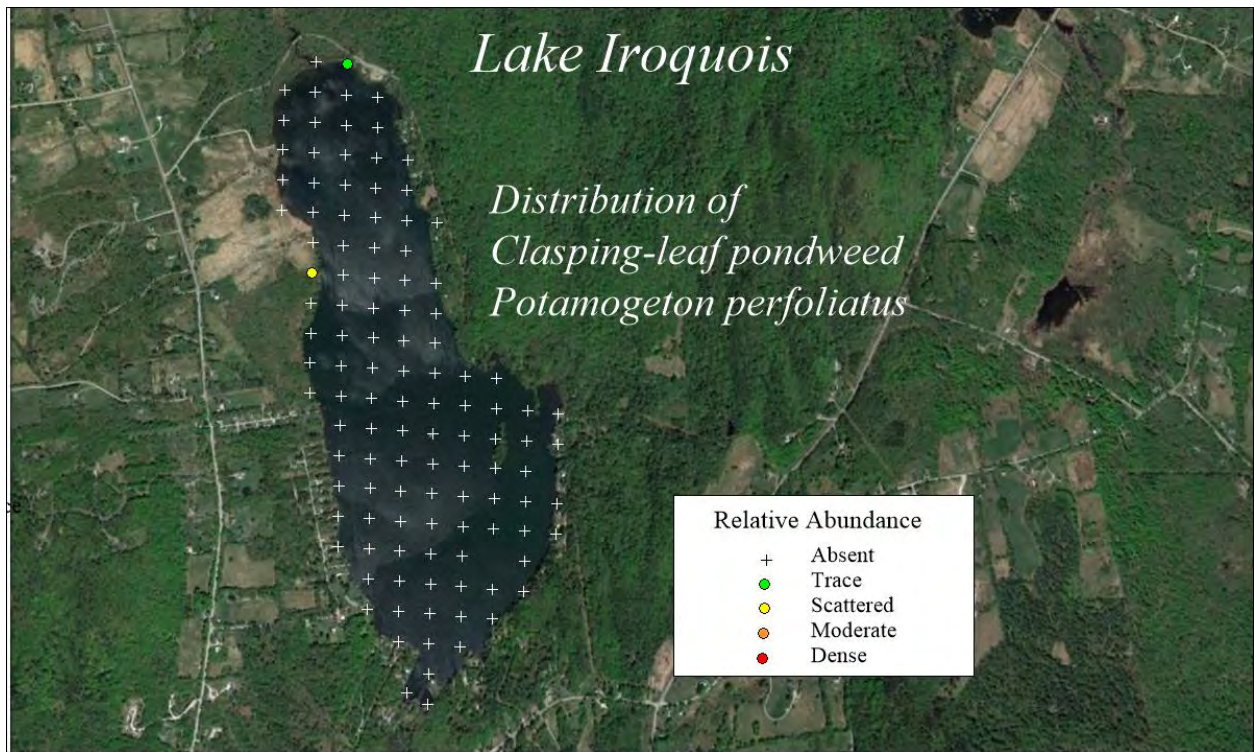 Lake Iroquois
Distribution of
Clasping-leaf pondweed
Potamogeton perfoliatus
Relative Abundance
Absent
Trace
Scattered
Moderate
Dense